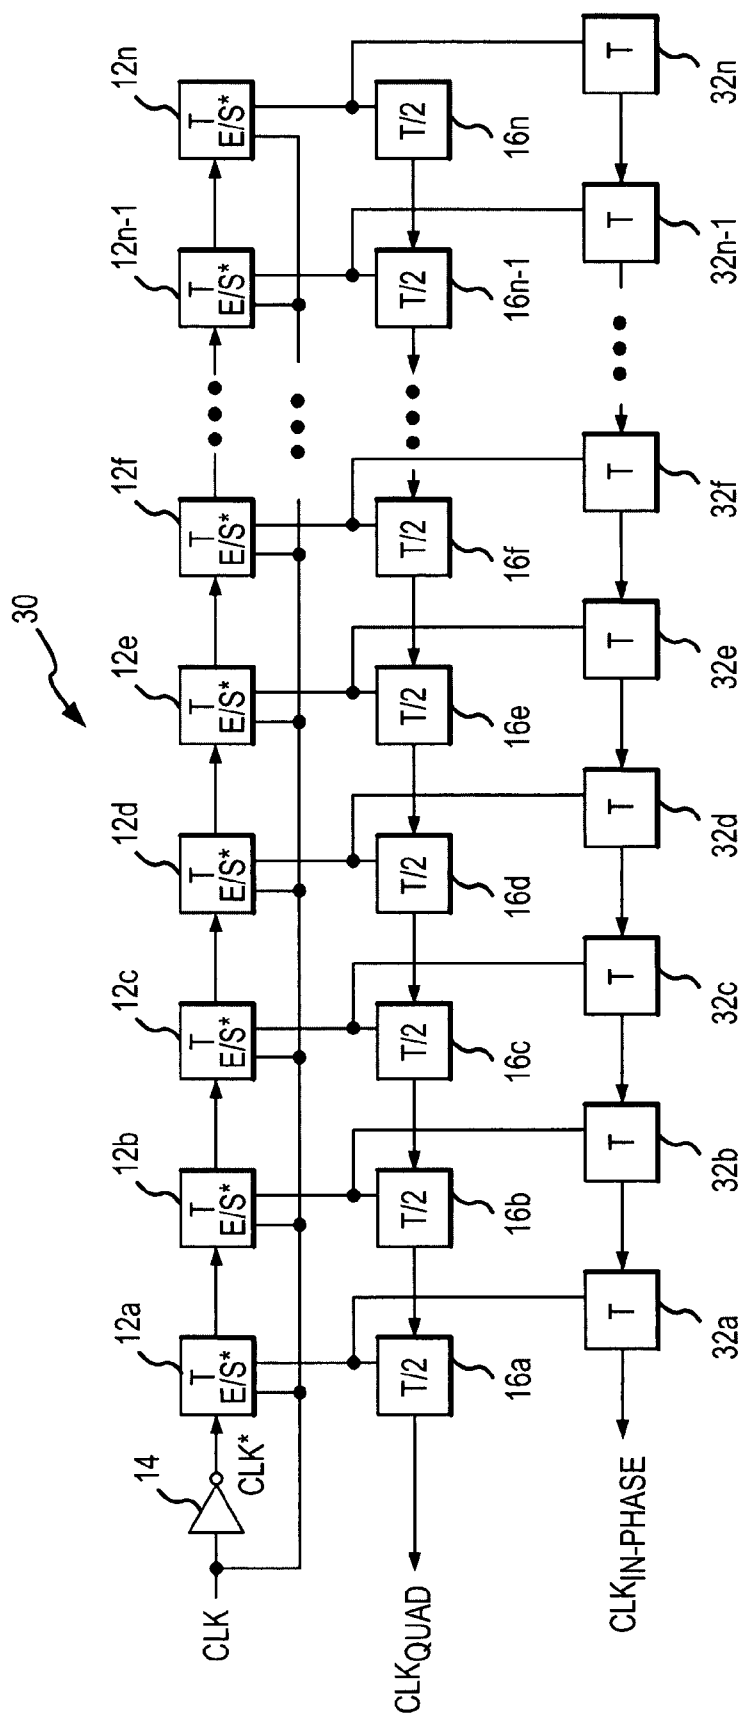 30
12a
12b
12c
12d
12e
12f
12n-1
12n
14
CLK
CLK*
T
E/S*
T
E/S*
T
E/S*
T
E/S*
T
E/S*
T
E/S*
T
E/S*
T
E/S*
CLKQUAD
T/2
T/2
T/2
T/2
T/2
T/2
T/2
T/2
16a
16b
16c
16d
16e
16f
16n-1
16n
CLKIN-PHASE
T
T
T
T
T
T
T
T
32a
32b
32c
32d
32e
32f
32n-1
32n